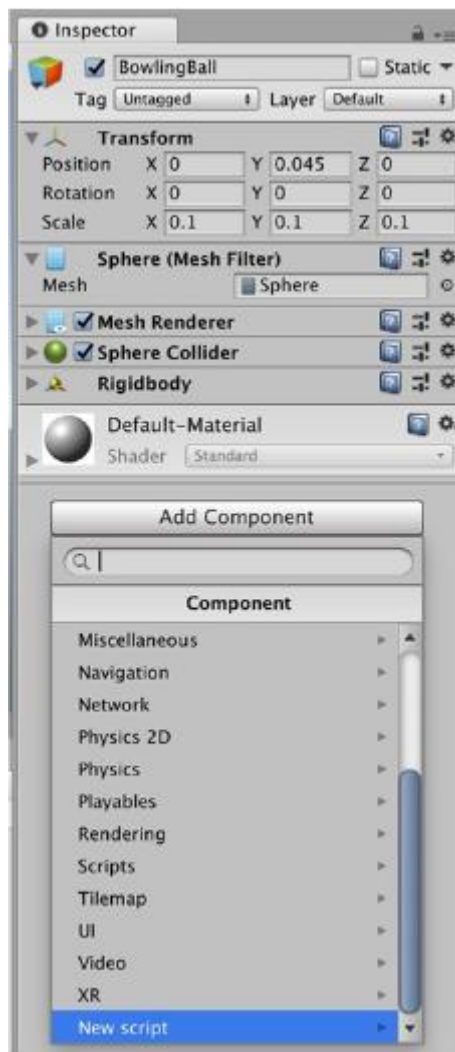 Inspector
BowlingBall Static
Tag Untagged Layer Default
Transform
Position X 0 Y 0.045 Z 0
Rotation X 0 Y 0 Z 0
Scale X 0.1 Y 0.1 Z 0.1
Sphere (Mesh Filter)
Mesh Sphere
Mesh Renderer
Sphere Collider
Rigidbody
Default-Material
Shader Standard
Add Component
Component
Miscellaneous
Navigation
Network
Physics 2D
Physics
Playables
Rendering
Scripts
Tilemap
UI
Video
XR
New script